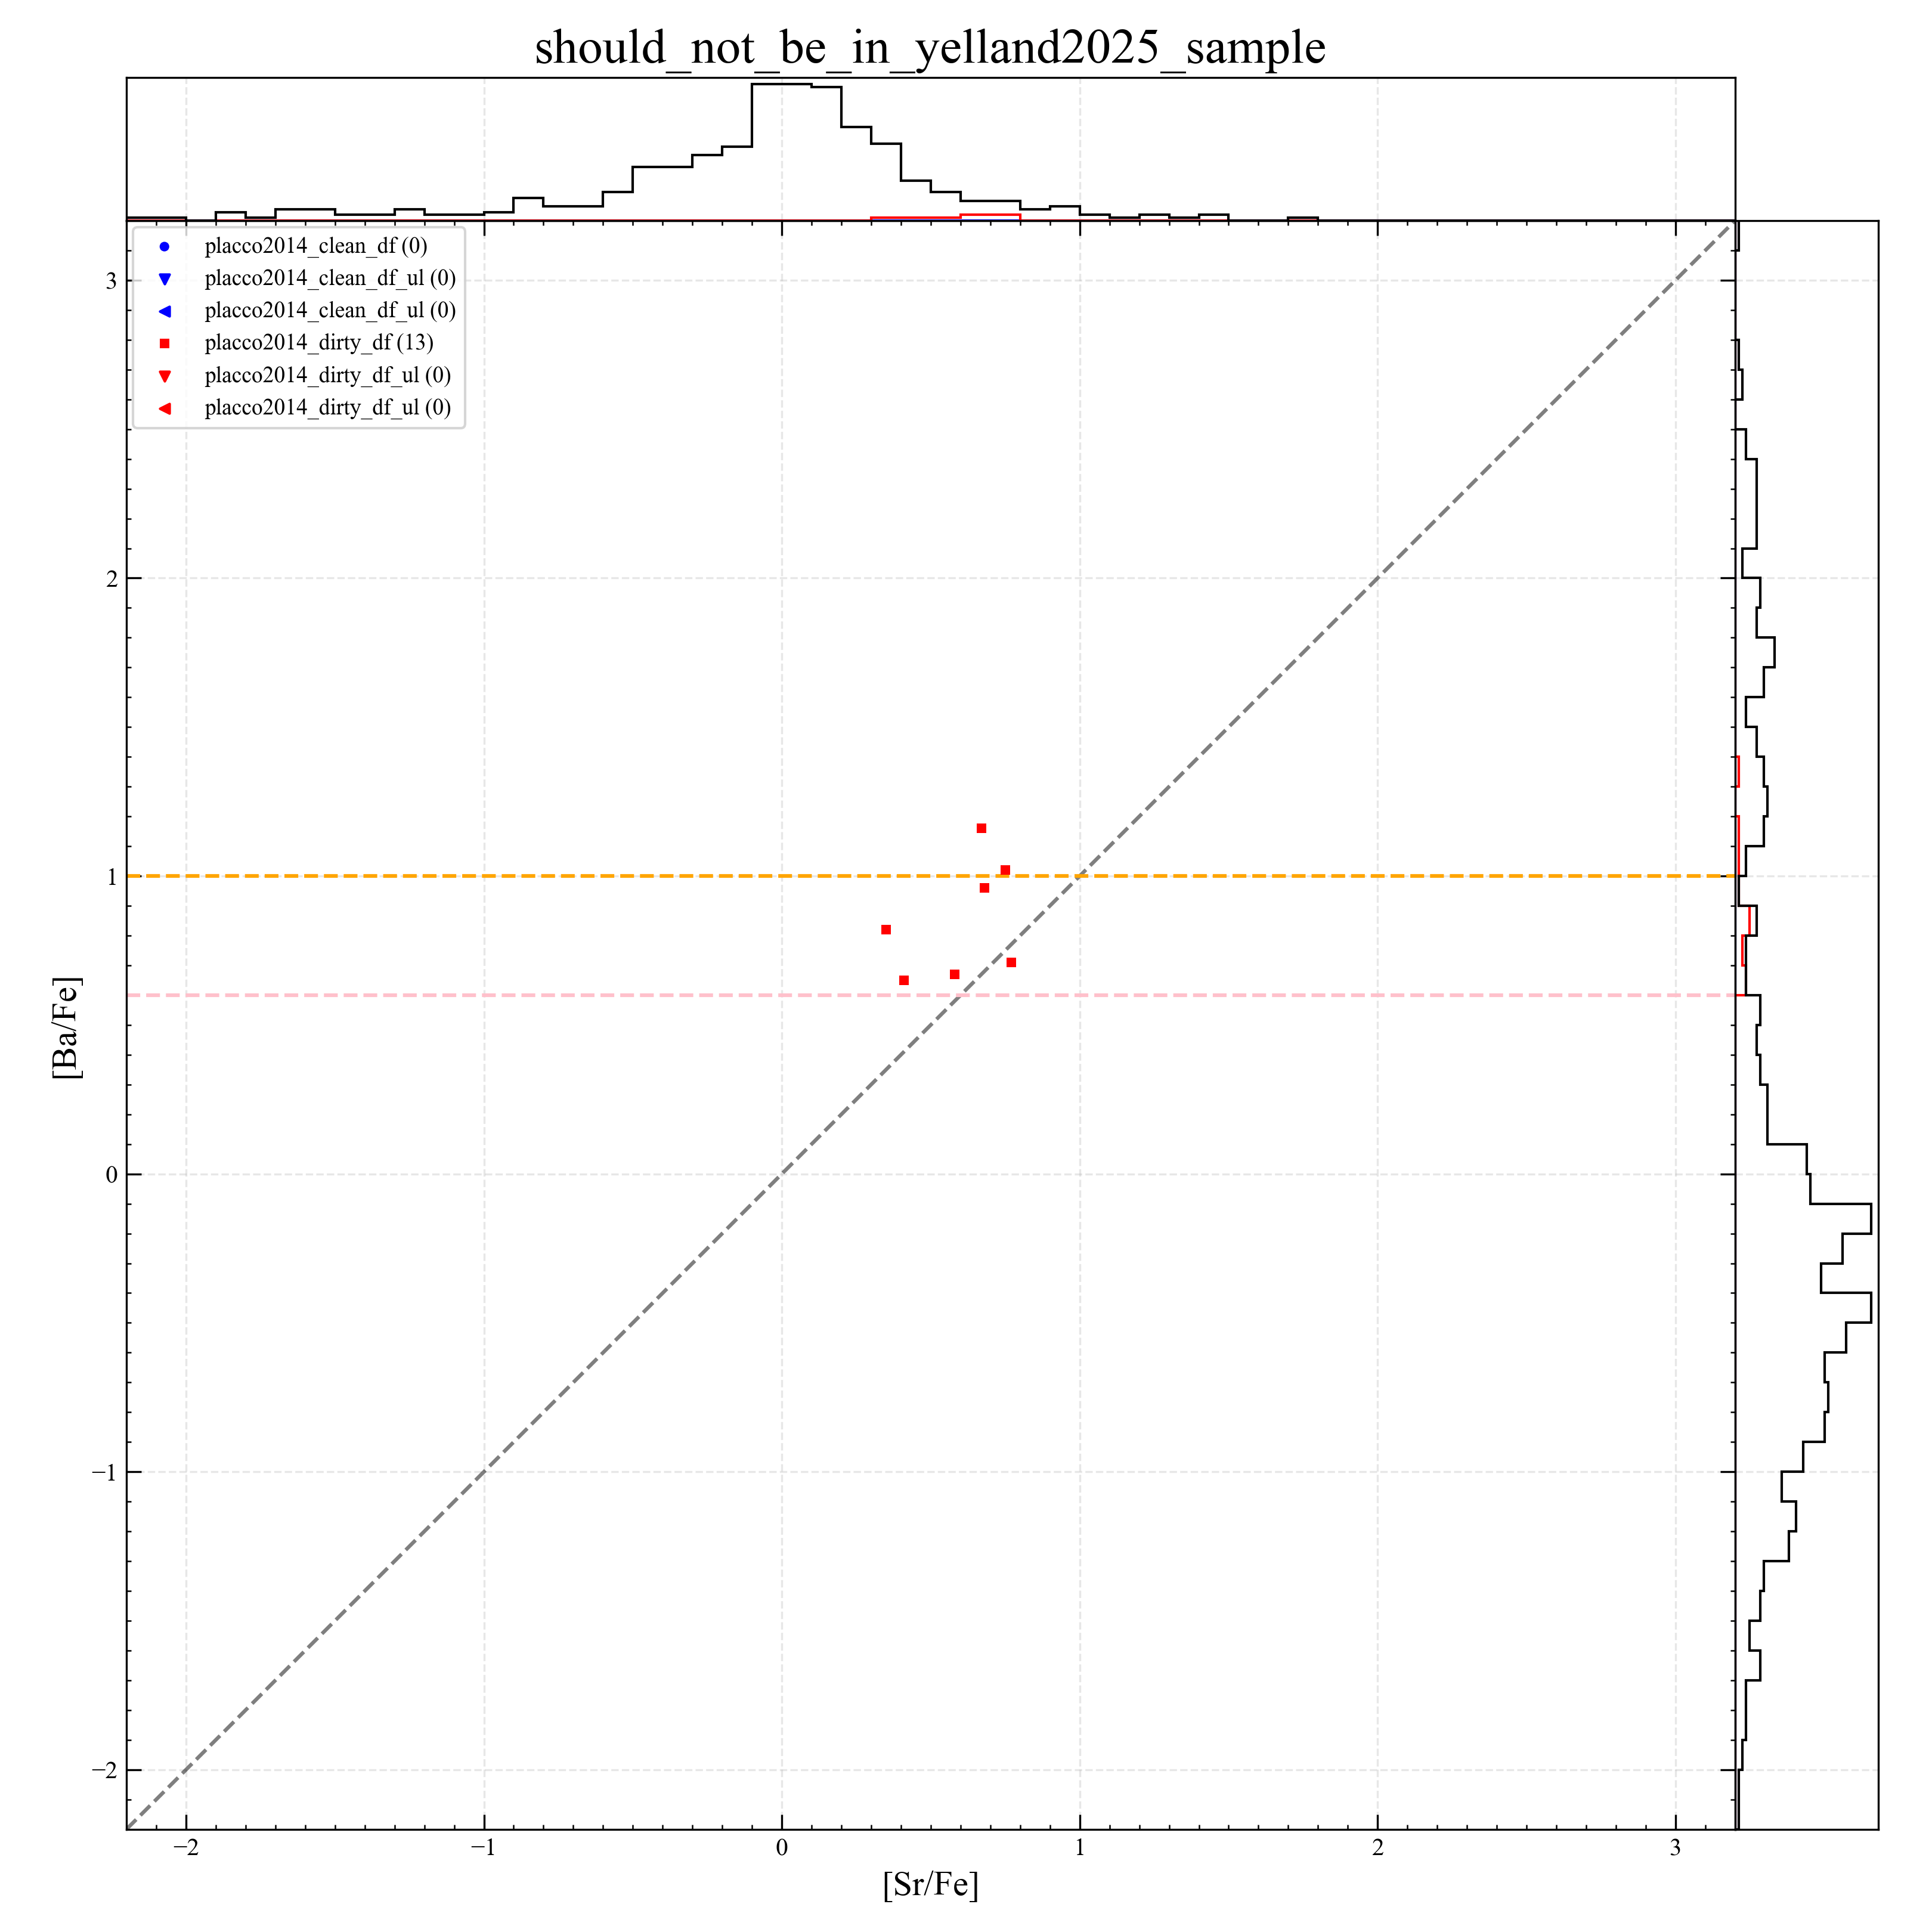 should_not_be_in_yelland2025_sample
placco2014_clean_df (0)
placco2014_clean_df_ul (0)
placco2014_clean_df_ul (0)
placco2014_dirty_df (13)
placco2014_dirty_df_ul (0)
placco2014_dirty_df_ul (0)
3
2
1
0
−1
−2
[Ba/Fe]
−2 −1 0 1 2 3
[Sr/Fe]